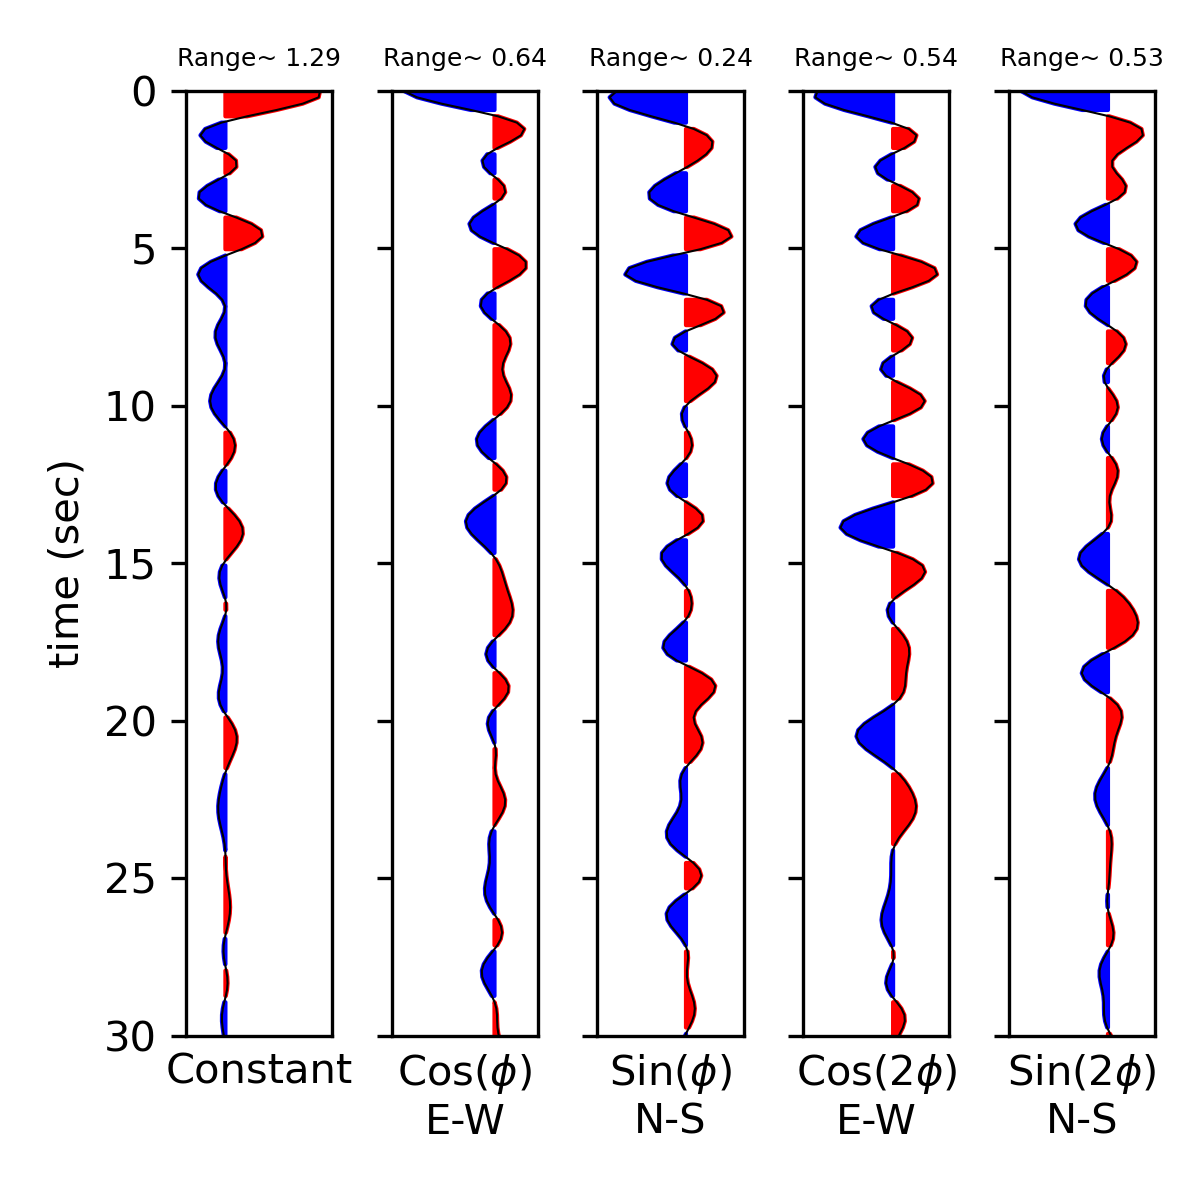 Range~ 1.29 Range~ 0.64 Range~ 0.24 Range~ 0.54 Range~ 0.53
0
5
10
15
20
25
30
time (sec)
Constant Cos(ϕ) Sin(ϕ) Cos(2ϕ) Sin(2ϕ)
E-W N-S E-W N-S